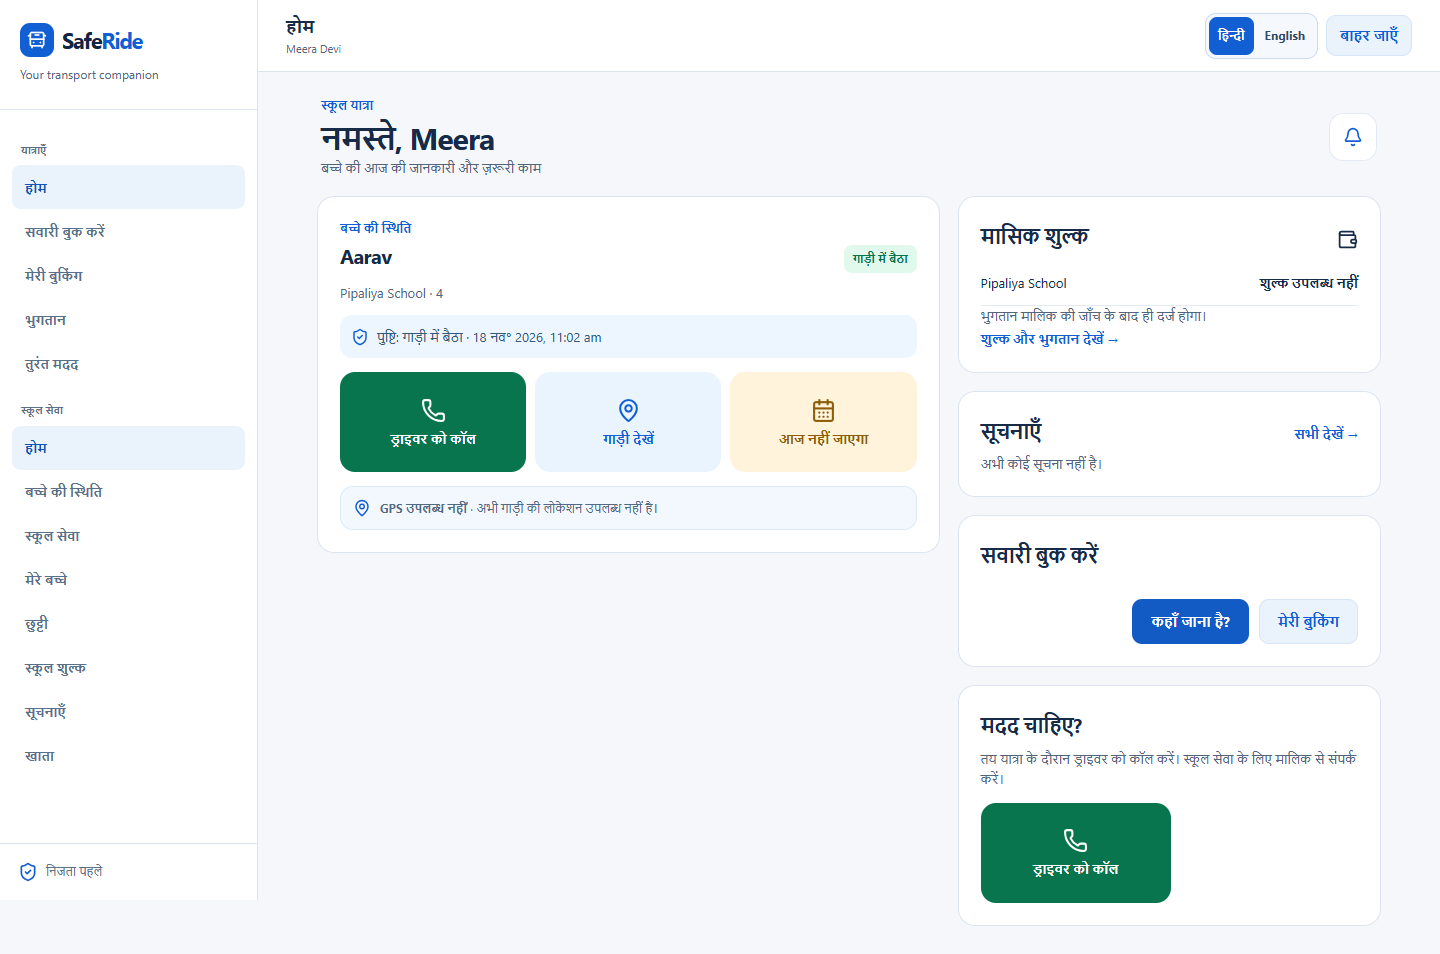 SafeRide
Your transport companion
यात्राएँ
होम
सवारी बुक करें
मेरी बुकिंग
भुगतान
तुरंत मदद
स्कूल सेवा
होम
बच्चे की स्थिति
स्कूल सेवा
मेरे बच्चे
छुट्टी
स्कूल शुल्क
सूचनाएँ
खाता
निजता पहले
होम
Meera Devi
हिन्दी English बाहर जाएँ
स्कूल यात्रा
नमस्ते, Meera
बच्चे की आज की जानकारी और ज़रूरी काम
बच्चे की स्थिति
Aarav
गाड़ी में बैठा
Pipaliya School · 4
पुष्टि: गाड़ी में बैठा · 18 नव॰ 2026, 11:02 am
ड्राइवर को कॉल
गाड़ी देखें
आज नहीं जाएगा
GPS उपलब्ध नहीं · अभी गाड़ी की लोकेशन उपलब्ध नहीं है।
मासिक शुल्क
Pipaliya School शुल्क उपलब्ध नहीं
भुगतान मालिक की जाँच के बाद ही दर्ज होगा।
शुल्क और भुगतान देखें →
सूचनाएँ
सभी देखें →
अभी कोई सूचना नहीं है।
सवारी बुक करें
कहाँ जाना है? मेरी बुकिंग
मदद चाहिए?
तय यात्रा के दौरान ड्राइवर को कॉल करें। स्कूल सेवा के लिए मालिक से संपर्क
करें।
ड्राइवर को कॉल